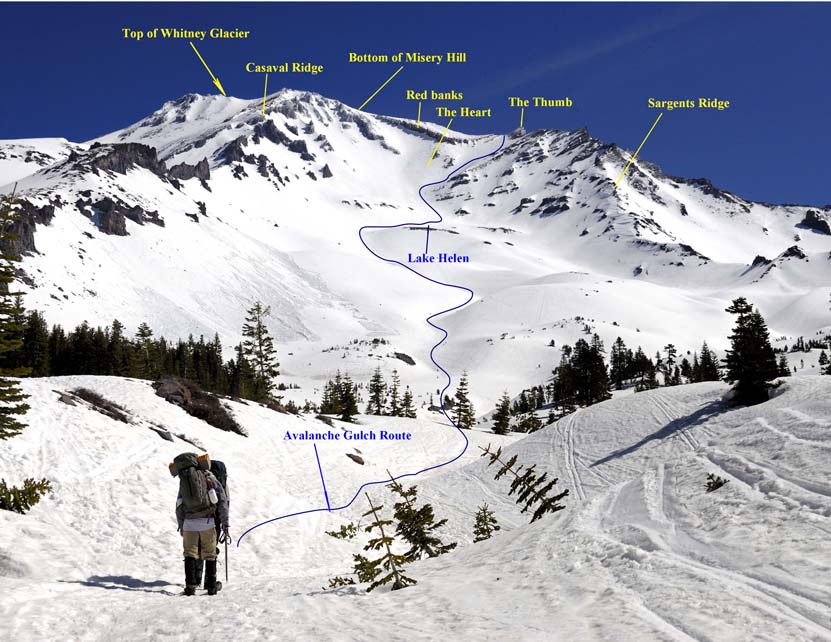 Top of Whitney Glacier
Casaval Ridge
Bottom of Misery Hill
Red banks
The Heart
The Thumb
Sargents Ridge
Lake Helen
Avalanche Gulch Route